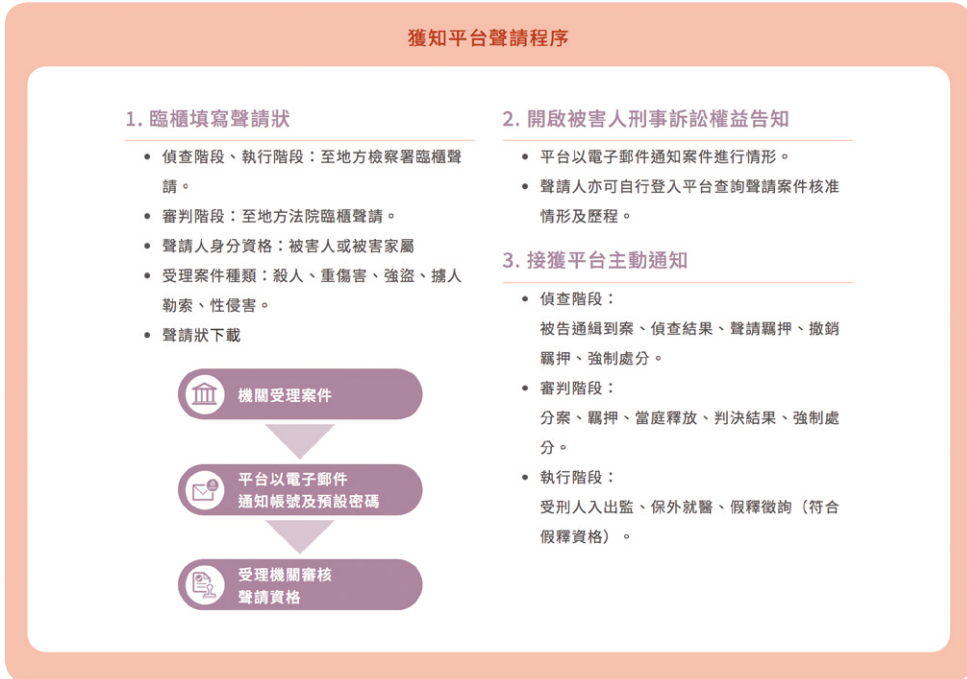 獲知平台聲請程序
1. 臨櫃填寫聲請狀
• 偵查階段、執行階段：至地方檢察署臨櫃聲
請。
• 審判階段：至地方法院臨櫃聲請。
• 聲請人身分資格：被害人或被害家屬
• 受理案件種類：殺人、重傷害、強盜、擄人
勒索、性侵害。
• 聲請狀下載
機關受理案件
平台以電子郵件
通知帳號及預設密碼
受理機關審核
聲請資格
2. 開啟被害人刑事訴訟權益告知
• 平台以電子郵件通知案件進行情形。
• 聲請人亦可自行登入平台查詢聲請案件核准
情形及歷程。
3. 接獲平台主動通知
• 偵查階段：
被告通緝到案、偵查結果、聲請羈押、撤銷
羈押、強制處分。
• 審判階段：
分案、羈押、當庭釋放、判決結果、強制處
分。
• 執行階段：
受刑人入出監、保外就醫、假釋徵詢（符合
假釋資格）。